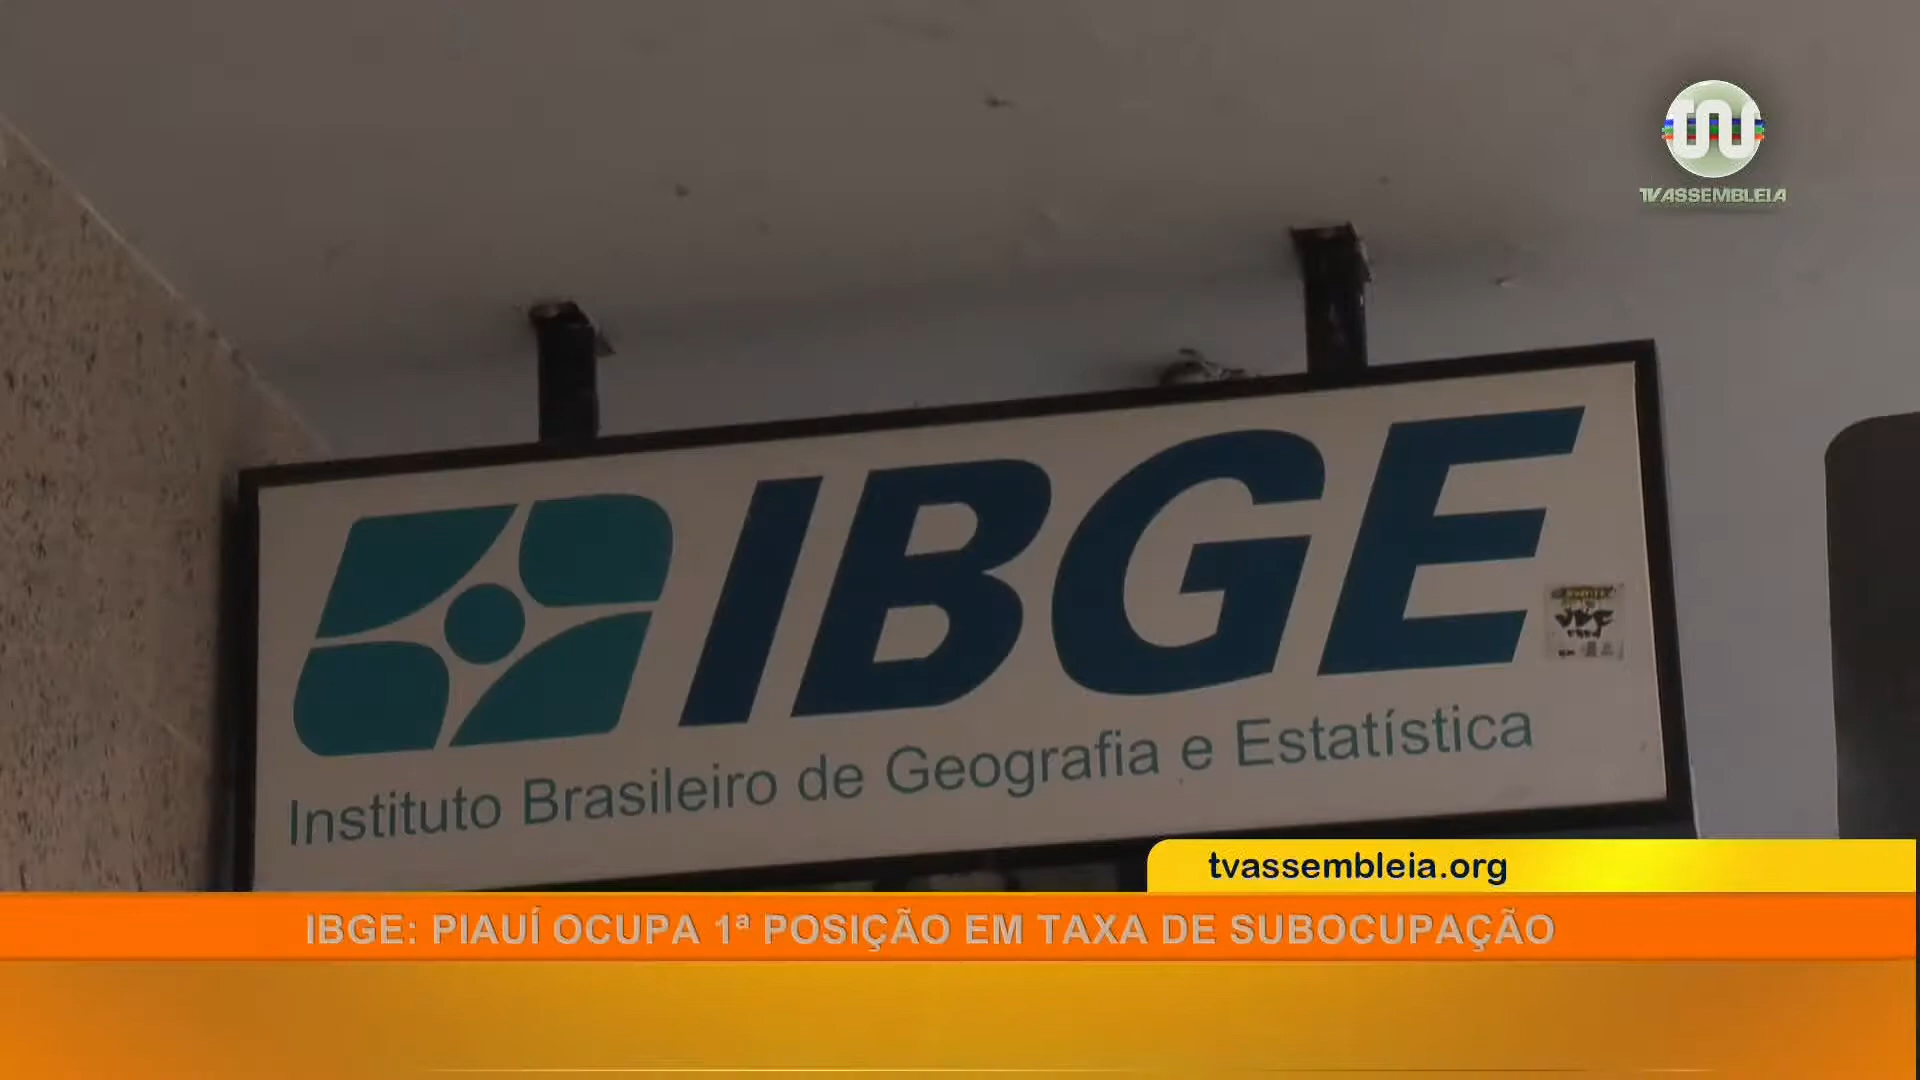 TVASSEMBLEIA
IBGE
Instituto Brasileiro de Geografia e Estatística
tvassembleia.org
IBGE: PIAUÍ OCUPA 1ª POSIÇÃO EM TAXA DE SUBOCUPAÇÃO